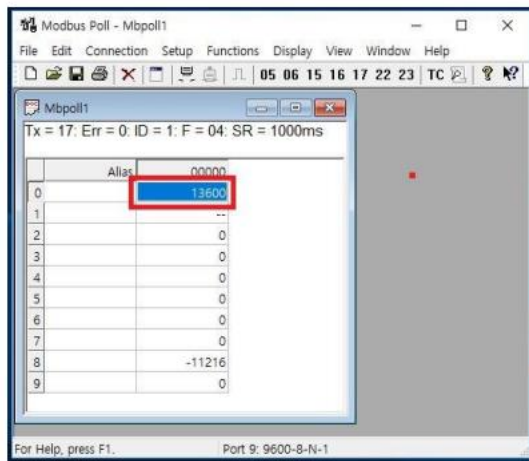 Modbus Poll - Mbpoll1
File Edit Connection Setup Functions Display View Window Help
05 06 15 16 17 22 23 TC
Mbpoll1
Tx = 17: Err = 0: ID = 1: F = 04: SR = 1000ms
Alias 00000
0 13600
1 --
2 0
3 0
4 0
5 0
6 0
7 0
8 -11216
9 0
For Help, press F1. Port 9: 9600-8-N-1